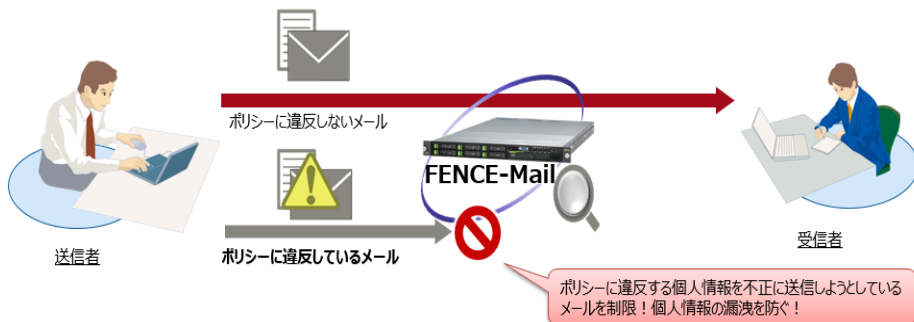 ポリシーに違反しないメール
FENCE-Mail
送信者
ポリシーに違反しているメール
受信者
ポリシーに違反する個人情報を不正に送信しようとしている
メールを制限！個人情報の漏洩を防ぐ！